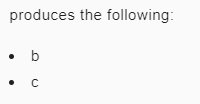 produces the following:
• b
• c